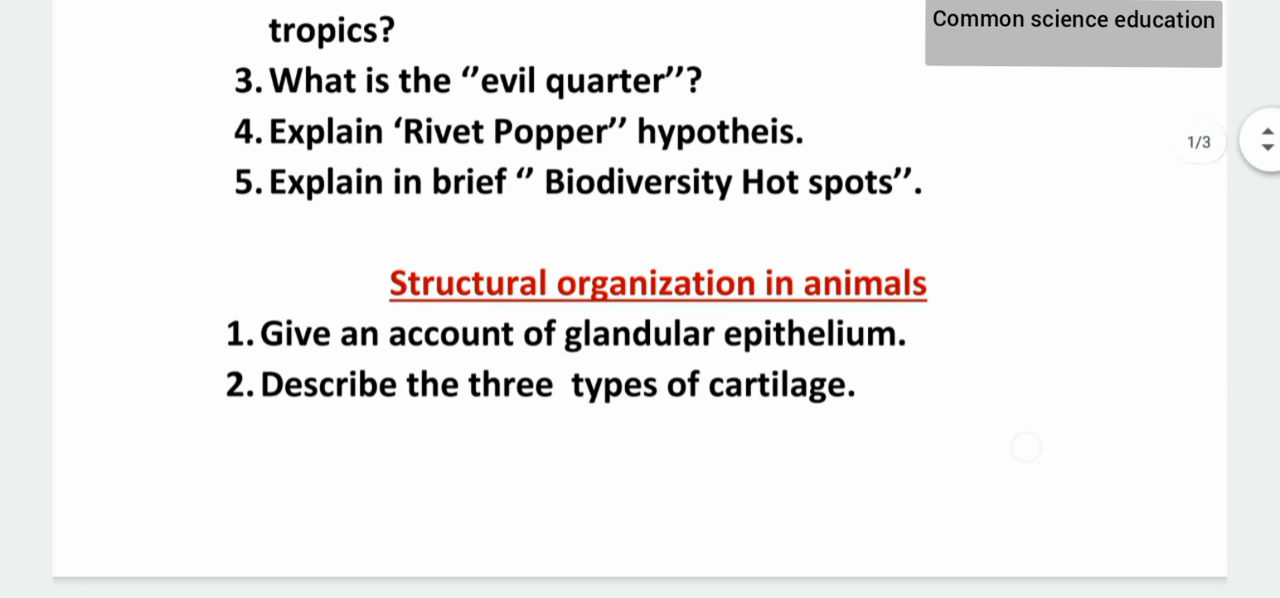 tropics?
Common science education
3. What is the ‘’evil quarter’’?
4. Explain ‘Rivet Popper’’ hypotheis.
1/3
5. Explain in brief ‘’ Biodiversity Hot spots’’.
Structural organization in animals
1. Give an account of glandular epithelium.
2. Describe the three types of cartilage.